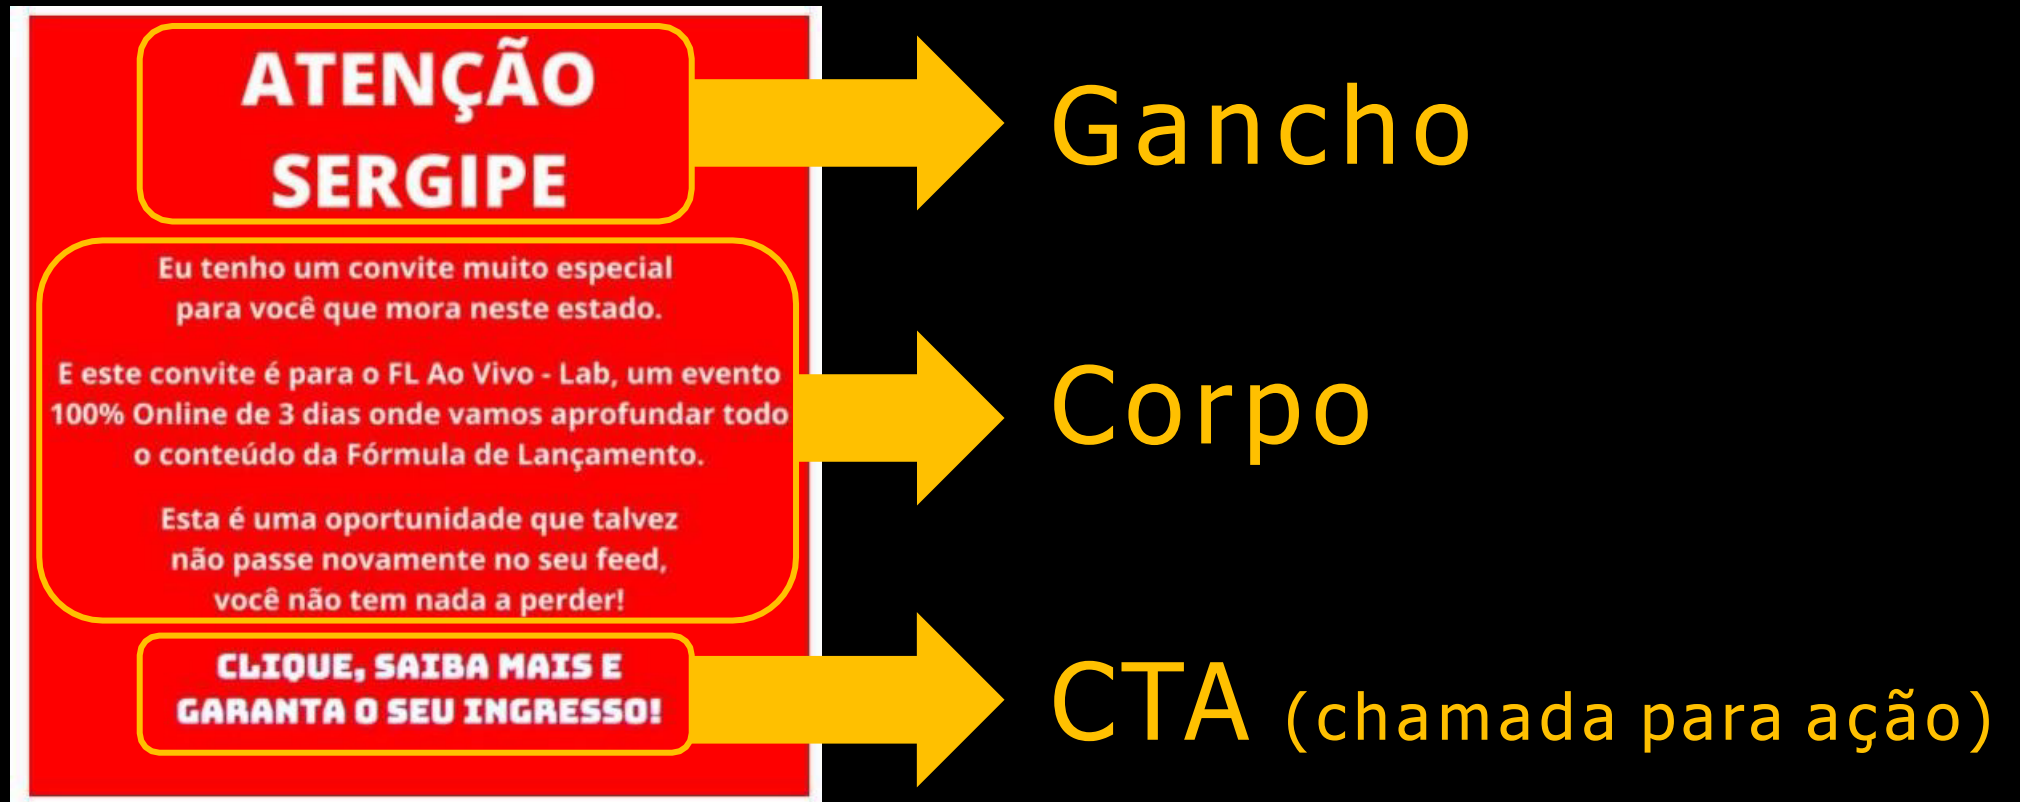 ATENÇÃO
SERGIPE
Gancho
Eu tenho um convite muito especial
para você que mora neste estado.
E este convite é para o FL Ao Vivo - Lab, um evento
100% Online de 3 dias onde vamos aprofundar todo
o conteúdo da Fórmula de Lançamento.
Esta é uma oportunidade que talvez
não passe novamente no seu feed,
você não tem nada a perder!
Corpo
CLIQUE, SAIBA MAIS E
GARANTA O SEU INGRESSO!
CTA (chamada para ação)